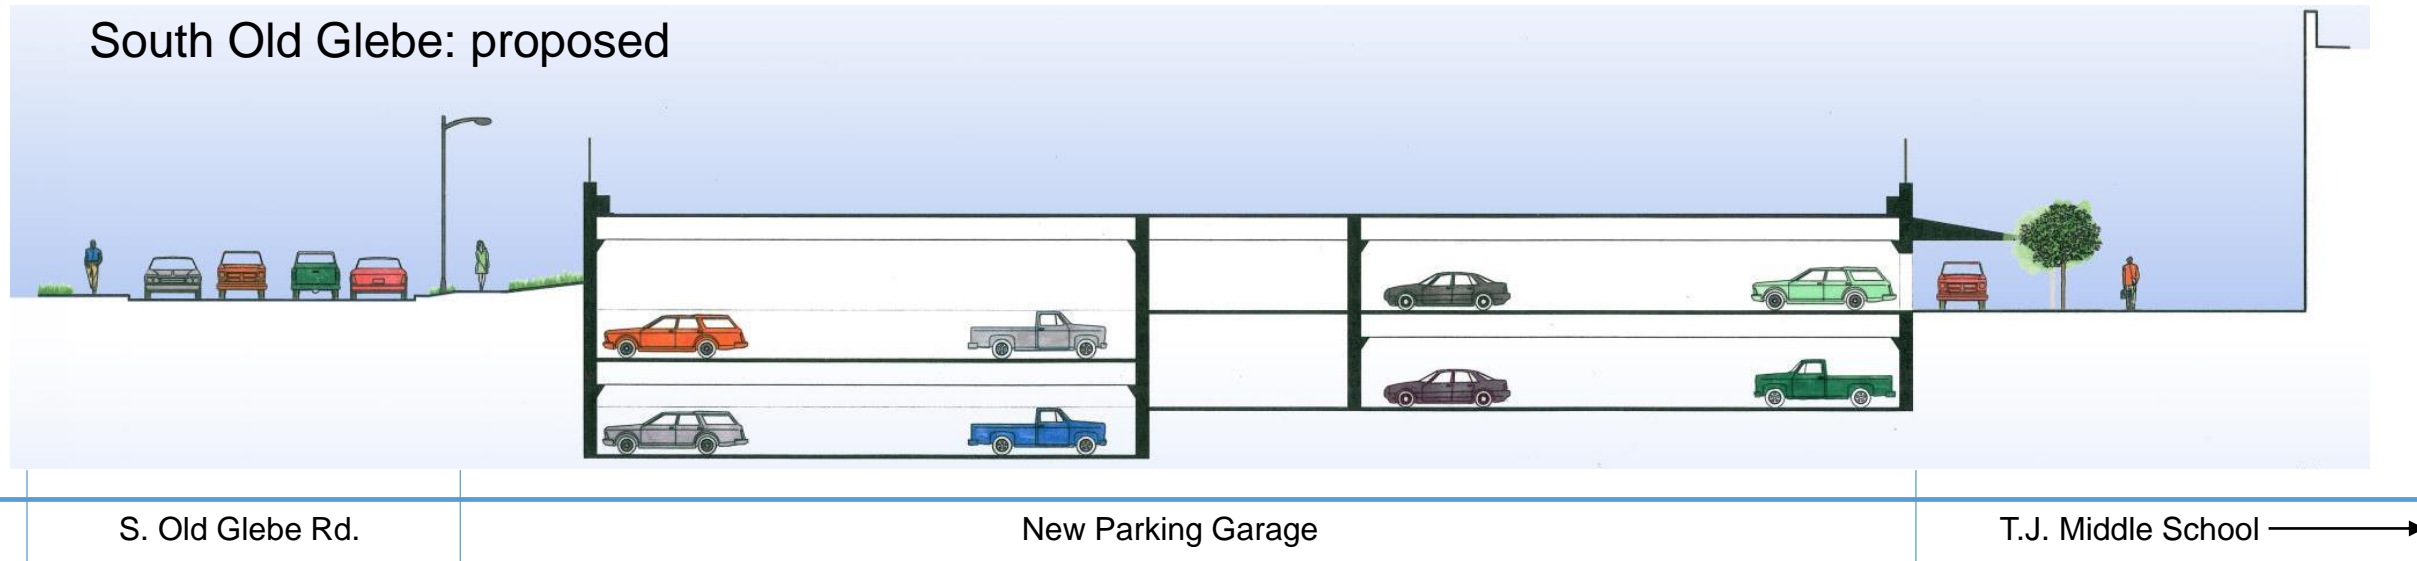 South Old Glebe: proposed
S. Old Glebe Rd.
New Parking Garage
T.J. Middle School